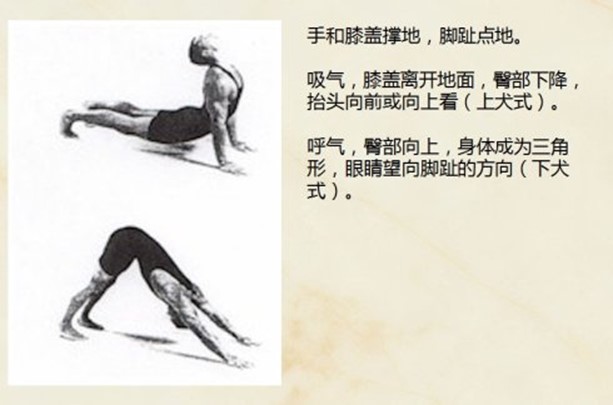 手和膝盖撑地，脚趾点地。
吸气，膝盖离开地面，臀部下降，
抬头向前或向上看（上犬式）。
呼气，臀部向上，身体成为三角
形，眼睛望向脚趾的方向（下犬
式）。